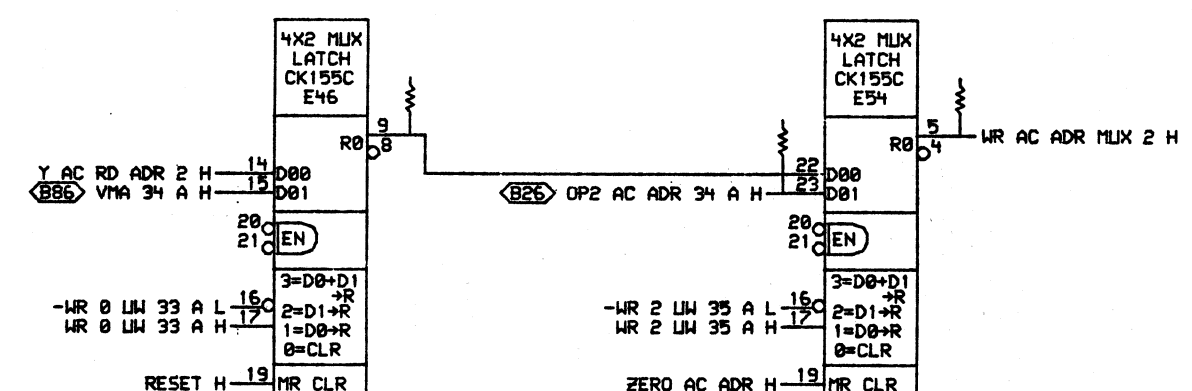 4X2 MUX
LATCH
CK155C
E46
9
R0
8
Y AC RD ADR 2 H 14 D00
B86 VMA 34 A H 15 D01
20
21 EN
3=D0+D1
→R
-WR 0 UW 33 A L 16 2=D1→R
WR 0 UW 33 A H 17 1=D0→R
0=CLR
RESET H 19 MR CLR
4X2 MUX
LATCH
CK155C
E54
5 WR AC ADR MUX 2 H
R0
4
22 D00
B26 OP2 AC ADR 34 A H 23 D01
20
21 EN
3=D0+D1
→R
-WR 2 UW 35 A L 16 2=D1→R
WR 2 UW 35 A H 17 1=D0→R
0=CLR
ZERO AC ADR H 19 MR CLR